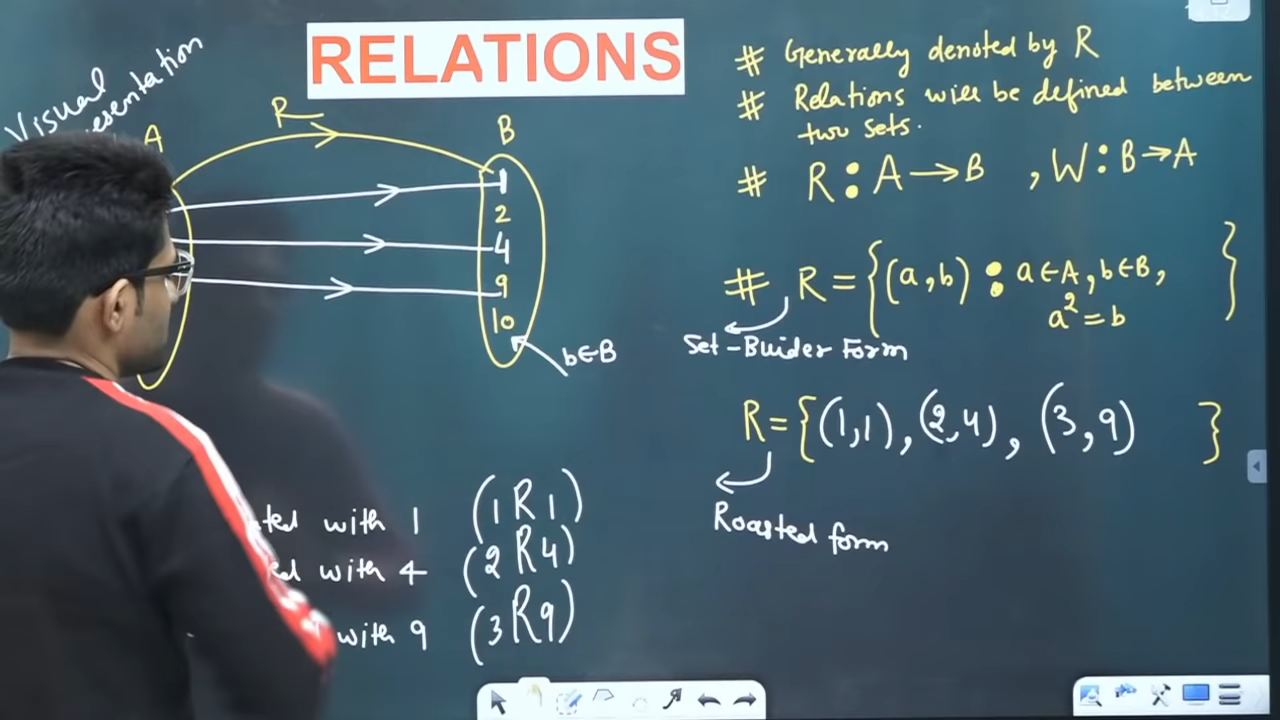 RELATIONS
Visual
A
R
B
1
2
4
9
10
b∈B
with 1 (1 R 1)
with 4 (2 R 4)
with 9 (3 R 9)
# Generally denoted by R
# Relations will be defined between
two sets.
# R : A → B , W : B → A
# R = { (a, b) : a ∈ A, b ∈ B,
a² = b }
Set-Buider Form
R = { (1,1), (2,4), (3,9) }
Roasted form